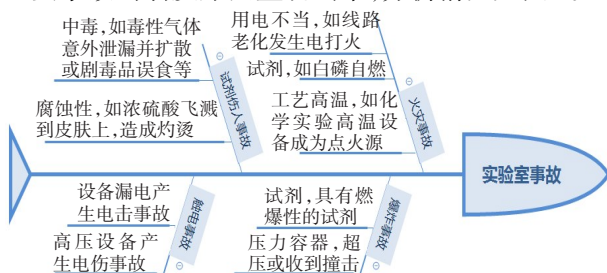 中毒,如毒性气体
意外泄漏并扩散
或剧毒品误食等
腐蚀性,如浓硫酸飞溅
到皮肤上,造成灼烫
试剂伤人事故
用电不当,如线路
老化发生电打火
试剂,如白磷自燃
工艺高温,如化
学实验高温设
备成为点火源
火灾事故
实验室事故
设备漏电产
生电击事故
高压设备产
生电伤事故
触电事故
试剂,具有燃
爆性的试剂
压力容器,超
压或收到撞击
爆炸事故